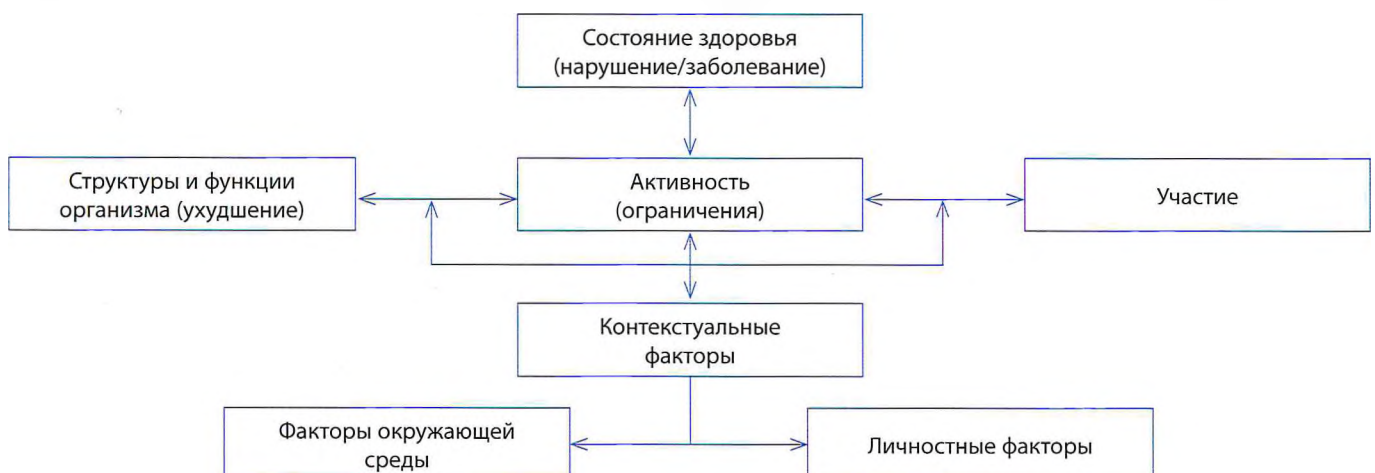 Состояние здоровья
(нарушение/заболевание)
Структуры и функции
организма (ухудшение)
Активность
(ограничения)
Участие
Контекстуальные
факторы
Факторы окружающей
среды
Личностные факторы